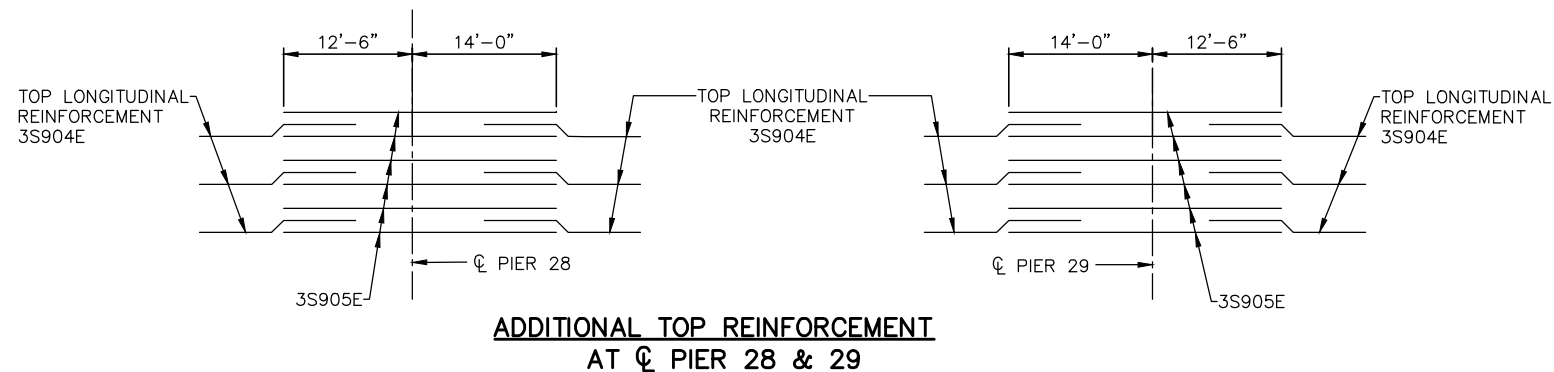 12'-6"
14'-0"
14'-0"
12'-6"
TOP LONGITUDINAL
REINFORCEMENT
3S904E
TOP LONGITUDINAL
REINFORCEMENT
3S904E
TOP LONGITUDINAL
REINFORCEMENT
3S904E
℄ PIER 28
℄ PIER 29
3S905E
3S905E
ADDITIONAL TOP REINFORCEMENT
AT ℄ PIER 28 & 29